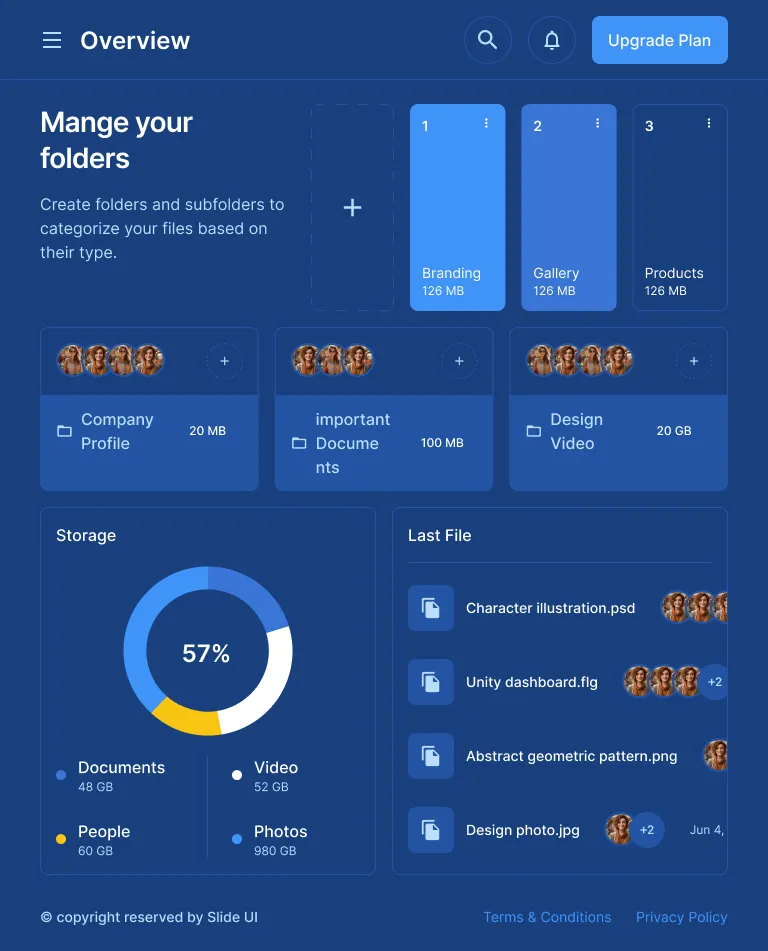 Overview
Upgrade Plan
Mange your
folders
Create folders and subfolders to
categorize your files based on
their type.
+
1
Branding
126 MB
2
Gallery
126 MB
3
Products
126 MB
+
Company
Profile
20 MB
+
important
Docume
nts
100 MB
+
Design
Video
20 GB
Storage
57%
Documents
48 GB
Video
52 GB
People
60 GB
Photos
980 GB
Last File
Character illustration.psd
Unity dashboard.flg
+2
Abstract geometric pattern.png
Design photo.jpg
+2
Jun 4,
© copyright reserved by Slide UI
Terms & Conditions
Privacy Policy